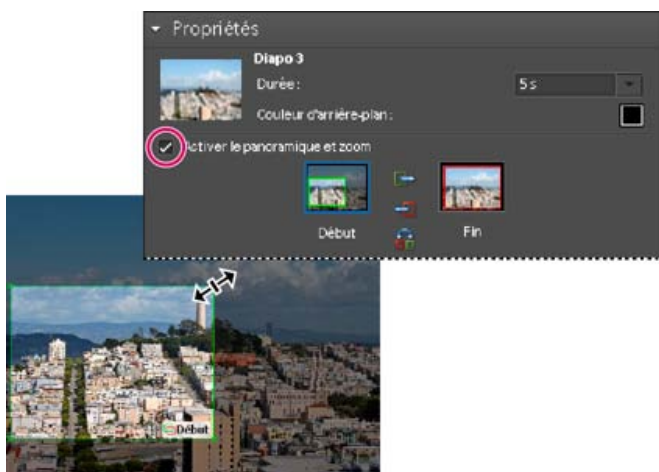 Propriétés
Diapo 3
Durée :
5 s
Couleur d'arrière-plan :
Activer le panoramique et zoom
Début
Fin
Début